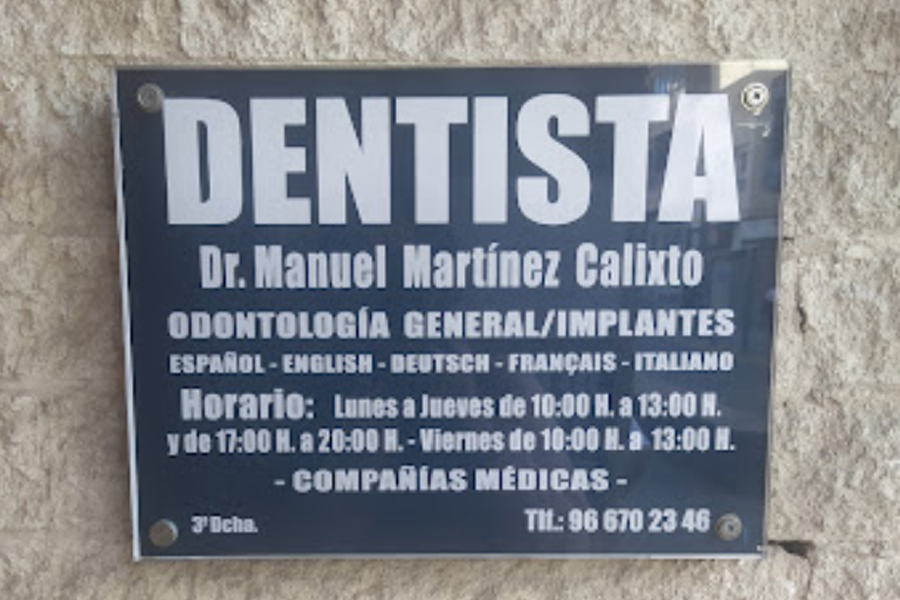 DENTISTA
Dr. Manuel Martínez Calixto
ODONTOLOGÍA GENERAL/IMPLANTES
ESPAÑOL - ENGLISH - DEUTSCH - FRANÇAIS - ITALIANO
Horario: Lunes a Jueves de 10:00 H. a 13:00 H.
y de 17:00 H. a 20:00 H. - Viernes de 10:00 H. a 13:00 H.
- COMPAÑÍAS MÉDICAS -
3º Dcha. Tlf.: 96 670 23 46